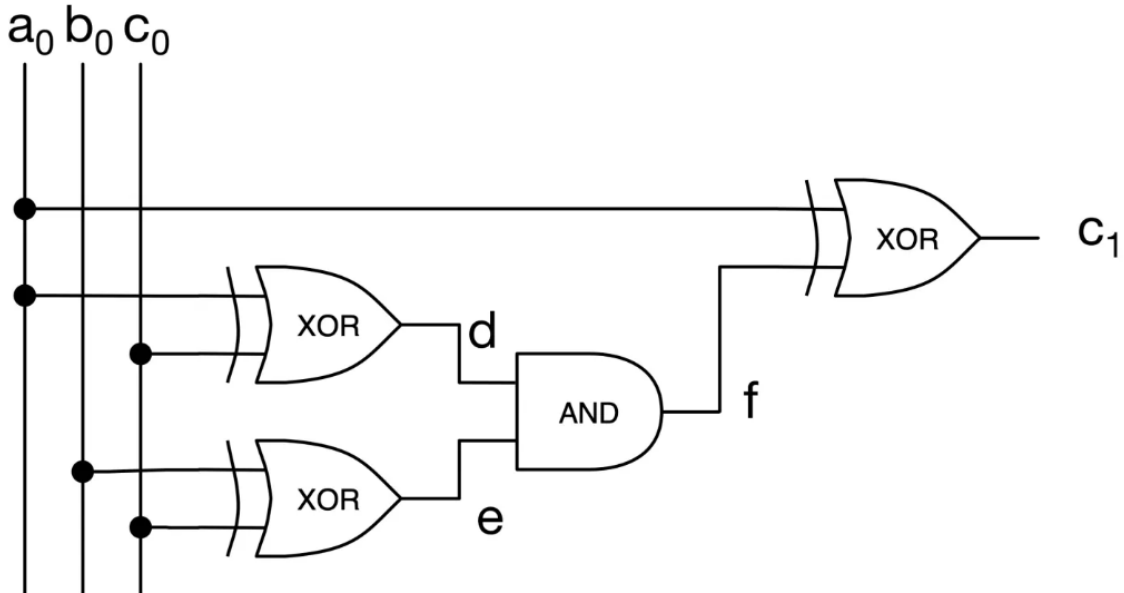 a₀ b₀ c₀
XOR
c₁
XOR
d
AND
f
XOR
e